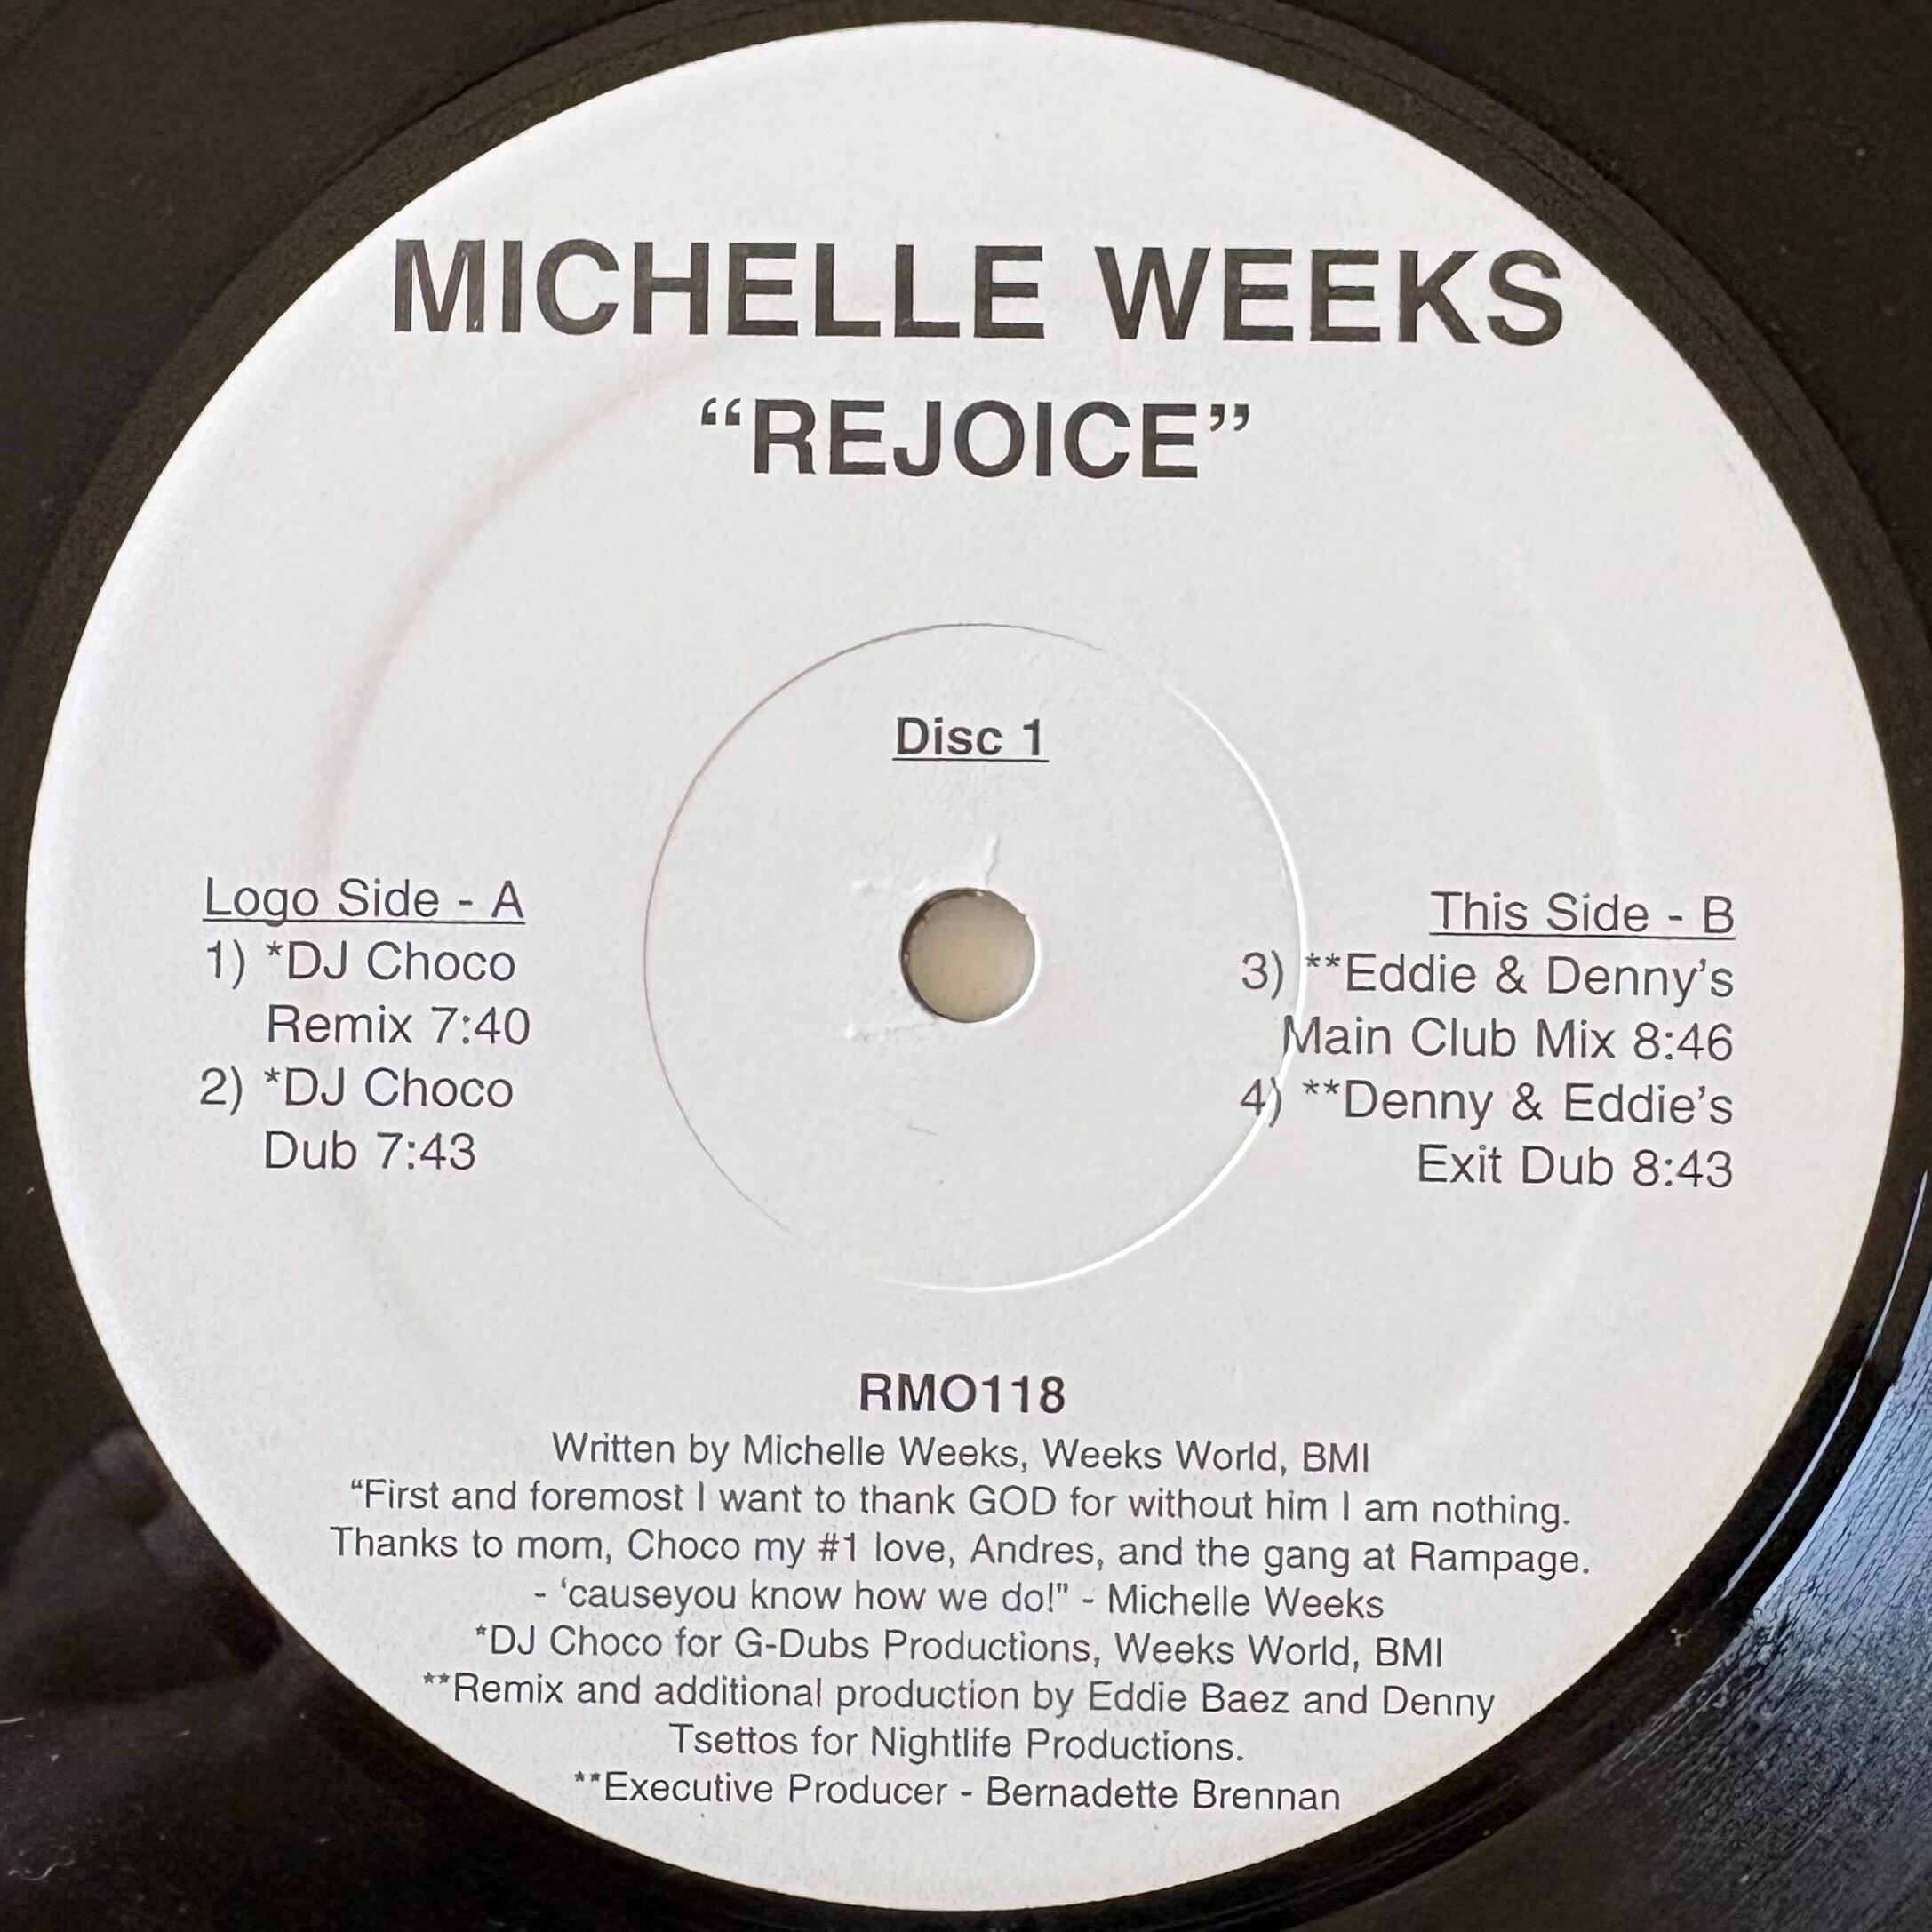 MICHELLE WEEKS
“REJOICE”
Disc 1
Logo Side - A
1) *DJ Choco
Remix 7:40
2) *DJ Choco
Dub 7:43
This Side - B
3) **Eddie & Denny’s
Main Club Mix 8:46
4) **Denny & Eddie’s
Exit Dub 8:43
RMO118
Written by Michelle Weeks, Weeks World, BMI
“First and foremost I want to thank GOD for without him I am nothing.
Thanks to mom, Choco my #1 love, Andres, and the gang at Rampage.
- ‘causeyou know how we do!" - Michelle Weeks
*DJ Choco for G-Dubs Productions, Weeks World, BMI
**Remix and additional production by Eddie Baez and Denny
Tsettos for Nightlife Productions.
**Executive Producer - Bernadette Brennan